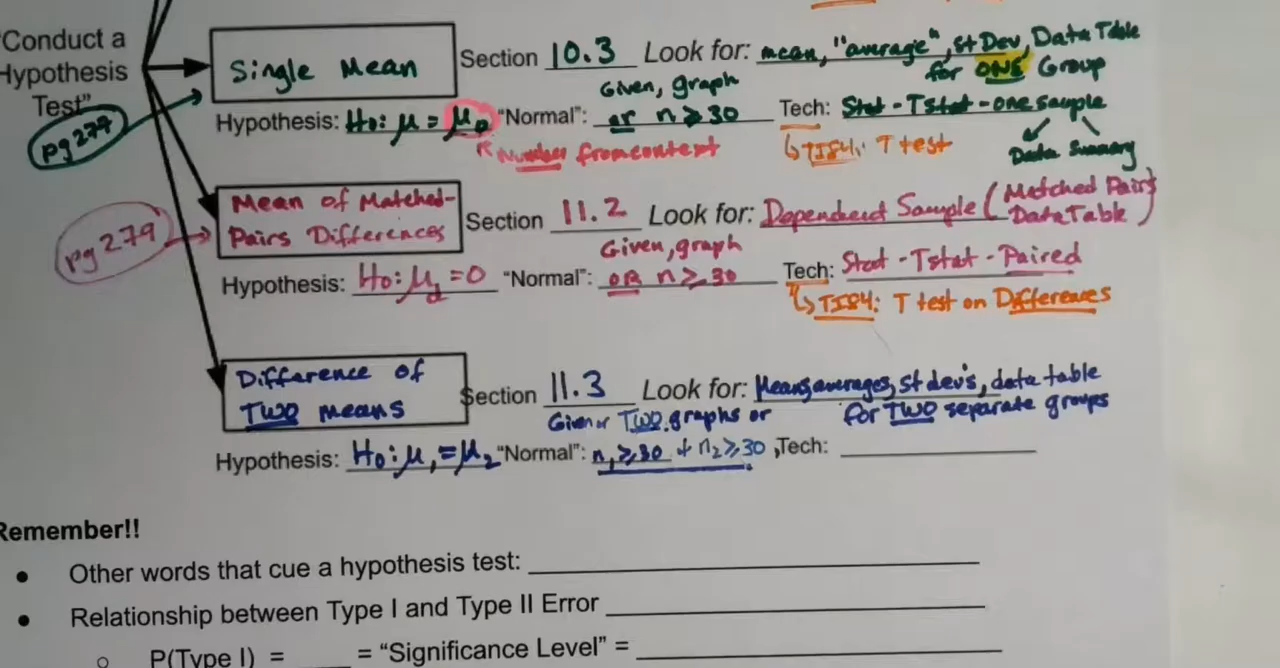 "Conduct a
Hypothesis
Test"
pg 277
Single Mean
Section 10.3 Look for: mean, "average", st Dev, Data Table
for ONE Group
Given, graph
Hypothesis: H₀: μ = μ₀ "Normal": or n ≥ 30 Tech: Stat - Tstat - one sample
Number from context
TI84: T test
Data Summary
pg 279
Mean of Matched-
Pairs Differences
Section 11.2 Look for: Dependent Sample (Matched Pairs
Data Table)
Given, graph
Hypothesis: H₀: μd = 0 "Normal": OR n ≥ 30 Tech: Stat - Tstat - Paired
TI84: T test on Differences
Difference of
TWO means
Section 11.3 Look for: Means, averages, st dev's, data table
for TWO separate groups
Given or TWO graphs or
Hypothesis: H₀: μ₁ = μ₂ "Normal": n₁ ≥ 30 + n₂ ≥ 30, Tech:
Remember!!
Other words that cue a hypothesis test:
Relationship between Type I and Type II Error
P(Type I) = = "Significance Level" =